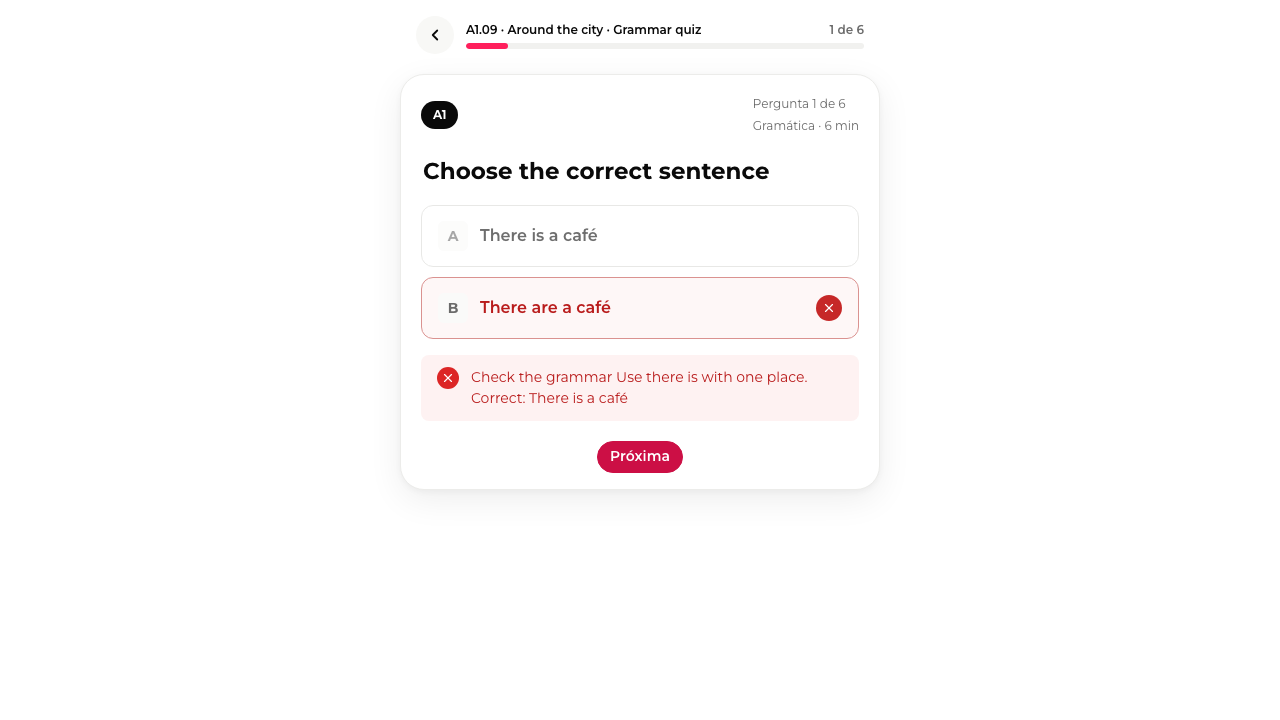 A1.09 · Around the city · Grammar quiz
1 de 6
A1
Pergunta 1 de 6
Gramática · 6 min
Choose the correct sentence
A
There is a café
B
There are a café
Check the grammar Use there is with one place.
Correct: There is a café
Próxima